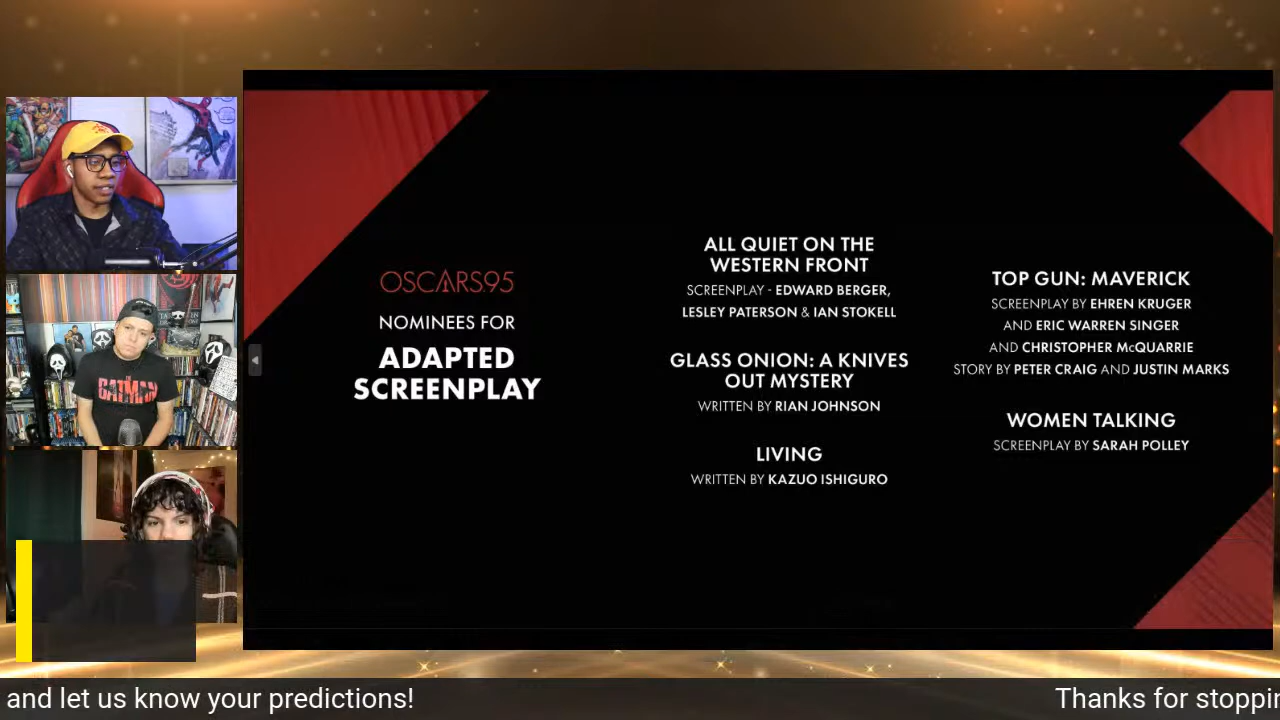 OSCARS95
NOMINEES FOR
ADAPTED
SCREENPLAY
ALL QUIET ON THE
WESTERN FRONT
SCREENPLAY - EDWARD BERGER,
LESLEY PATERSON & IAN STOKELL
GLASS ONION: A KNIVES
OUT MYSTERY
WRITTEN BY RIAN JOHNSON
LIVING
WRITTEN BY KAZUO ISHIGURO
TOP GUN: MAVERICK
SCREENPLAY BY EHREN KRUGER
AND ERIC WARREN SINGER
AND CHRISTOPHER McQUARRIE
STORY BY PETER CRAIG AND JUSTIN MARKS
WOMEN TALKING
SCREENPLAY BY SARAH POLLEY
and let us know your predictions!
Thanks for stoppin